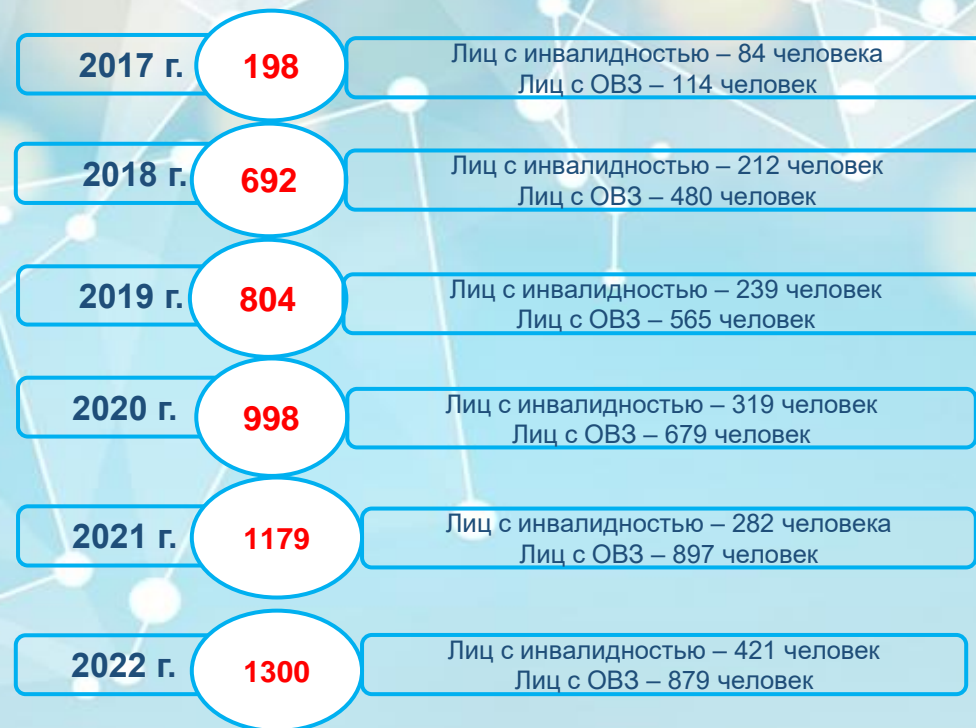 2017 г.
198
Лиц с инвалидностью – 84 человека
Лиц с ОВЗ – 114 человек
2018 г.
692
Лиц с инвалидностью – 212 человек
Лиц с ОВЗ – 480 человек
2019 г.
804
Лиц с инвалидностью – 239 человек
Лиц с ОВЗ – 565 человек
2020 г.
998
Лиц с инвалидностью – 319 человек
Лиц с ОВЗ – 679 человек
2021 г.
1179
Лиц с инвалидностью – 282 человека
Лиц с ОВЗ – 897 человек
2022 г.
1300
Лиц с инвалидностью – 421 человек
Лиц с ОВЗ – 879 человек